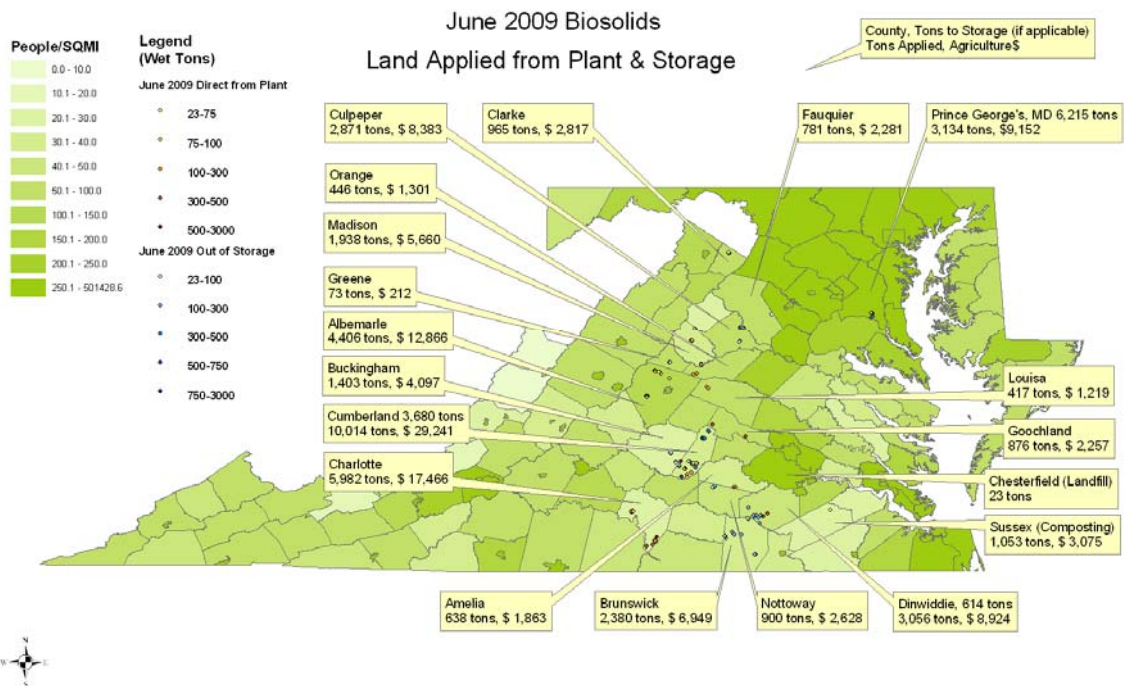 June 2009 Biosolids
Land Applied from Plant & Storage
County, Tons to Storage (if applicable)
Tons Applied, Agriculture$
People/SQMI
0.0 - 10.0
10.1 - 20.0
20.1 - 30.0
30.1 - 40.0
40.1 - 50.0
50.1 - 100.0
100.1 - 150.0
150.1 - 200.0
200.1 - 250.0
250.1 - 501428.6
Legend
(Wet Tons)
June 2009 Direct from Plant
23-75
75-100
100-300
300-500
500-3000
June 2009 Out of Storage
23-100
100-300
300-500
500-750
750-3000
Culpeper
2,871 tons, $ 8,383
Clarke
965 tons, $ 2,817
Fauquier
781 tons, $ 2,281
Prince George's, MD 6,215 tons
3,134 tons, $9,152
Orange
446 tons, $ 1,301
Madison
1,938 tons, $ 5,660
Greene
73 tons, $ 212
Albemarle
4,406 tons, $ 12,866
Buckingham
1,403 tons, $ 4,097
Cumberland 3,680 tons
10,014 tons, $ 29,241
Charlotte
5,982 tons, $ 17,466
Louisa
417 tons, $ 1,219
Goochland
876 tons, $ 2,257
Chesterfield (Landfill)
23 tons
Sussex (Composting)
1,053 tons, $ 3,075
Amelia
638 tons, $ 1,863
Brunswick
2,380 tons, $ 6,949
Nottoway
900 tons, $ 2,628
Dinwiddie, 614 tons
3,056 tons, $ 8,924
N
W
E
S